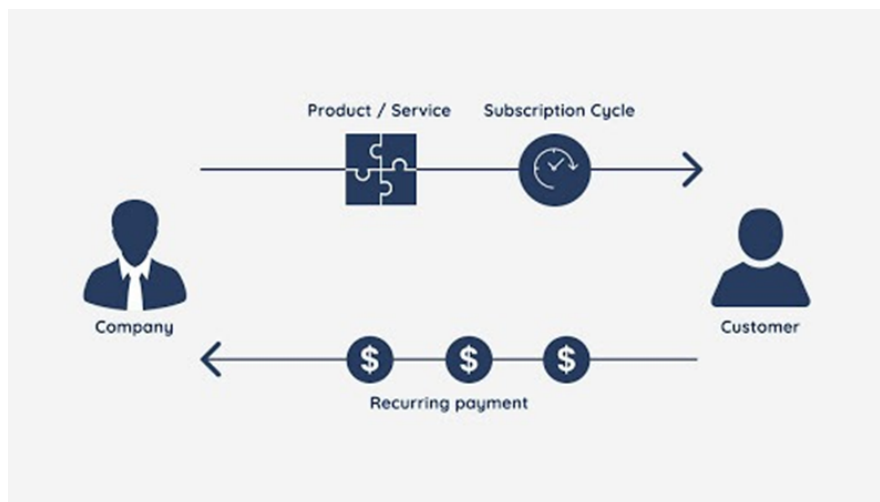 Product / Service
Subscription Cycle
Company
Customer
$ $ $
Recurring payment